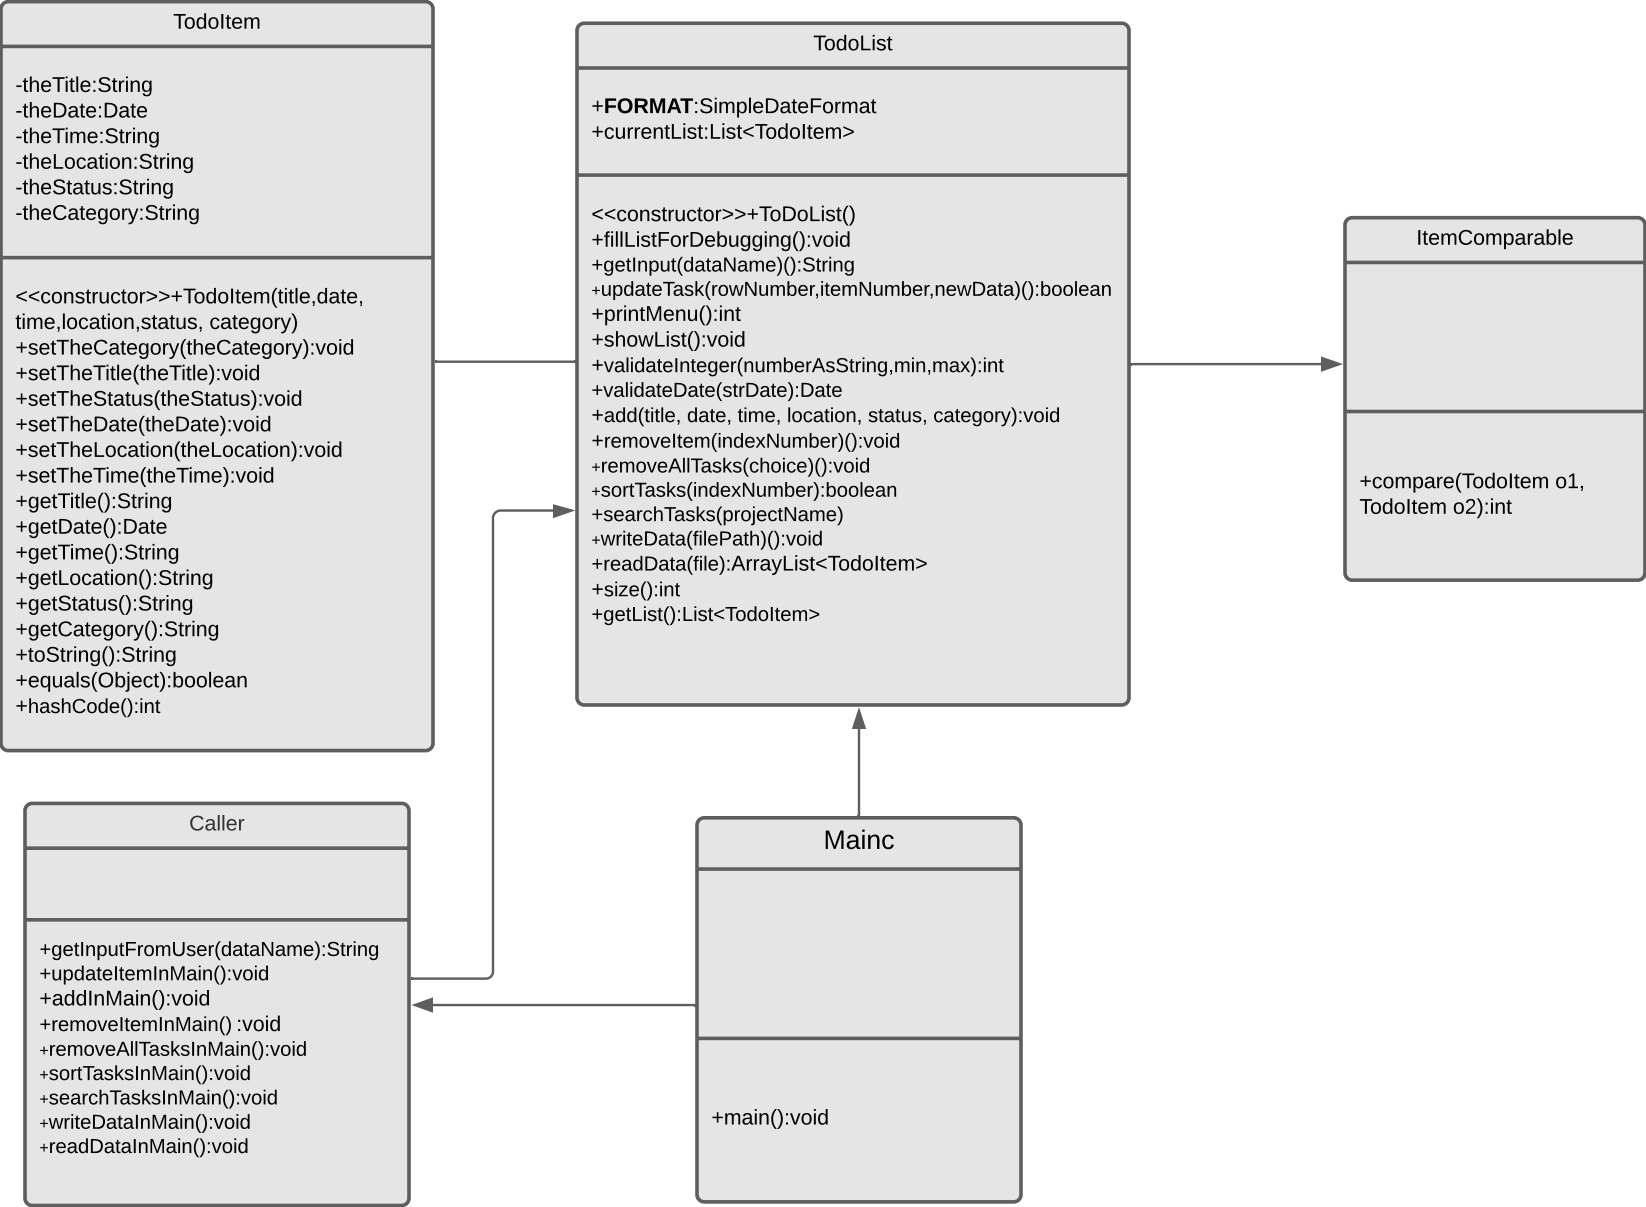 TodoItem
-theTitle:String
-theDate:Date
-theTime:String
-theLocation:String
-theStatus:String
-theCategory:String
<<constructor>>+TodoItem(title,date,
time,location,status, category)
+setTheCategory(theCategory):void
+setTheTitle(theTitle):void
+setTheStatus(theStatus):void
+setTheDate(theDate):void
+setTheLocation(theLocation):void
+setTheTime(theTime):void
+getTitle():String
+getDate():Date
+getTime():String
+getLocation():String
+getStatus():String
+getCategory():String
+toString():String
+equals(Object):boolean
+hashCode():int
TodoList
+FORMAT:SimpleDateFormat
+currentList:List<TodoItem>
<<constructor>>+ToDoList()
+fillListForDebugging():void
+getInput(dataName)():String
+updateTask(rowNumber,itemNumber,newData)():boolean
+printMenu():int
+showList():void
+validateInteger(numberAsString,min,max):int
+validateDate(strDate):Date
+add(title, date, time, location, status, category):void
+removeItem(indexNumber)():void
+removeAllTasks(choice)():void
+sortTasks(indexNumber):boolean
+searchTasks(projectName)
+writeData(filePath)():void
+readData(file):ArrayList<TodoItem>
+size():int
+getList():List<TodoItem>
ItemComparable
+compare(TodoItem o1,
TodoItem o2):int
Caller
+getInputFromUser(dataName):String
+updateItemInMain():void
+addInMain():void
+removeItemInMain() :void
+removeAllTasksInMain():void
+sortTasksInMain():void
+searchTasksInMain():void
+writeDataInMain():void
+readDataInMain():void
Mainc
+main():void